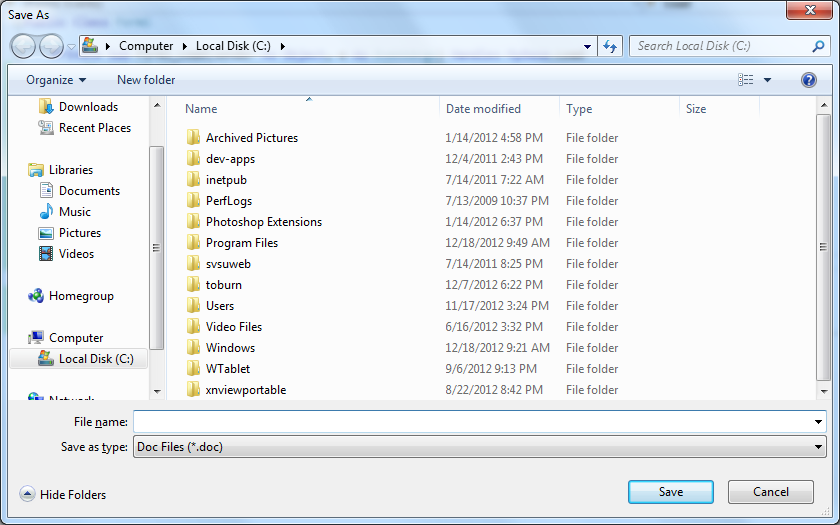 Save As
Computer Local Disk (C:)
Search Local Disk (C:)
Organize New folder
Downloads
Recent Places
Libraries
Documents
Music
Pictures
Videos
Homegroup
Computer
Local Disk (C:)
Network
Name Date modified Type Size
Archived Pictures 1/14/2012 4:58 PM File folder
dev-apps 12/4/2011 2:43 PM File folder
inetpub 7/14/2011 7:22 AM File folder
PerfLogs 7/13/2009 10:37 PM File folder
Photoshop Extensions 1/14/2012 6:37 PM File folder
Program Files 12/18/2012 9:49 AM File folder
svsuweb 7/14/2011 8:25 PM File folder
toburn 12/7/2012 6:22 PM File folder
Users 11/17/2012 3:24 PM File folder
Video Files 6/16/2012 3:32 PM File folder
Windows 12/18/2012 9:21 AM File folder
WTablet 9/6/2012 9:13 PM File folder
xnviewportable 8/22/2012 8:42 PM File folder
File name:
Save as type: Doc Files (*.doc)
Hide Folders
Save Cancel